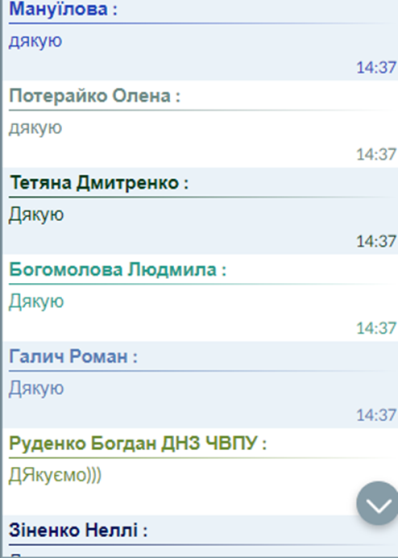 Мануїлова :
дякую
14:37
Потерайко Олена :
дякую
14:37
Тетяна Дмитренко :
Дякую
14:37
Богомолова Людмила :
Дякую
14:37
Галич Роман :
Дякую
14:37
Руденко Богдан ДНЗ ЧВПУ :
ДЯкуємо)))
Зіненко Неллі :